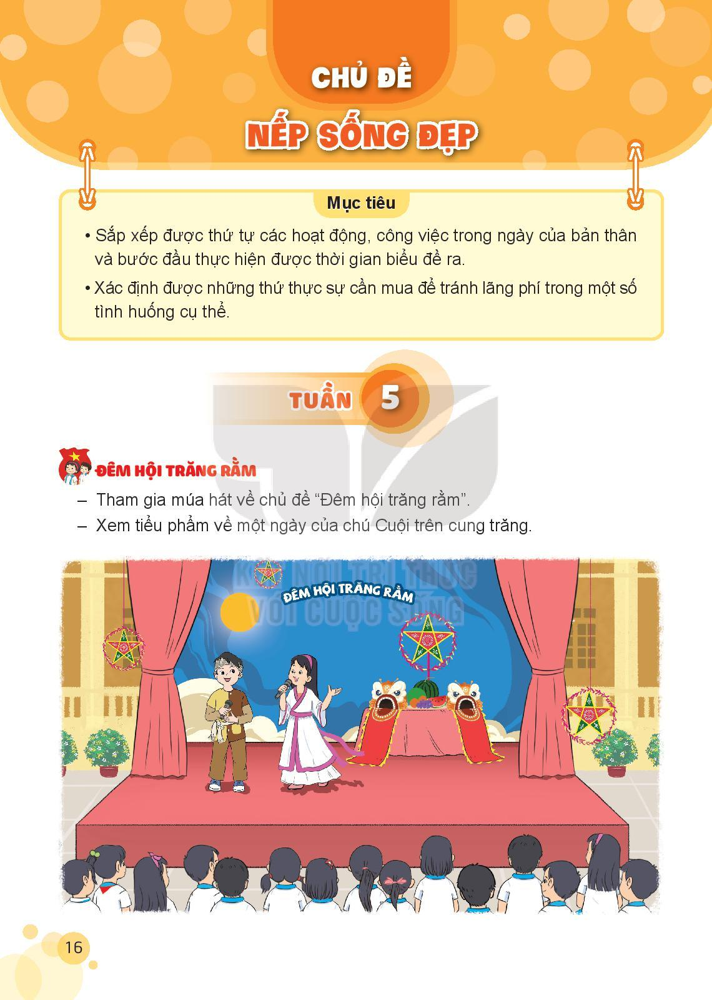 CHỦ ĐỀ
NẾP SỐNG ĐẸP
Mục tiêu
• Sắp xếp được thứ tự các hoạt động, công việc trong ngày của bản thân
và bước đầu thực hiện được thời gian biểu đề ra.
• Xác định được những thứ thực sự cần mua để tránh lãng phí trong một số
tình huống cụ thể.
TUẦN 5
ĐÊM HỘI TRĂNG RẰM
– Tham gia múa hát về chủ đề “Đêm hội trăng rằm”.
– Xem tiểu phẩm về một ngày của chú Cuội trên cung trăng.
KẾT NỐI TRI THỨC
VỚI CUỘC SỐNG
ĐÊM HỘI TRĂNG RẰM
16